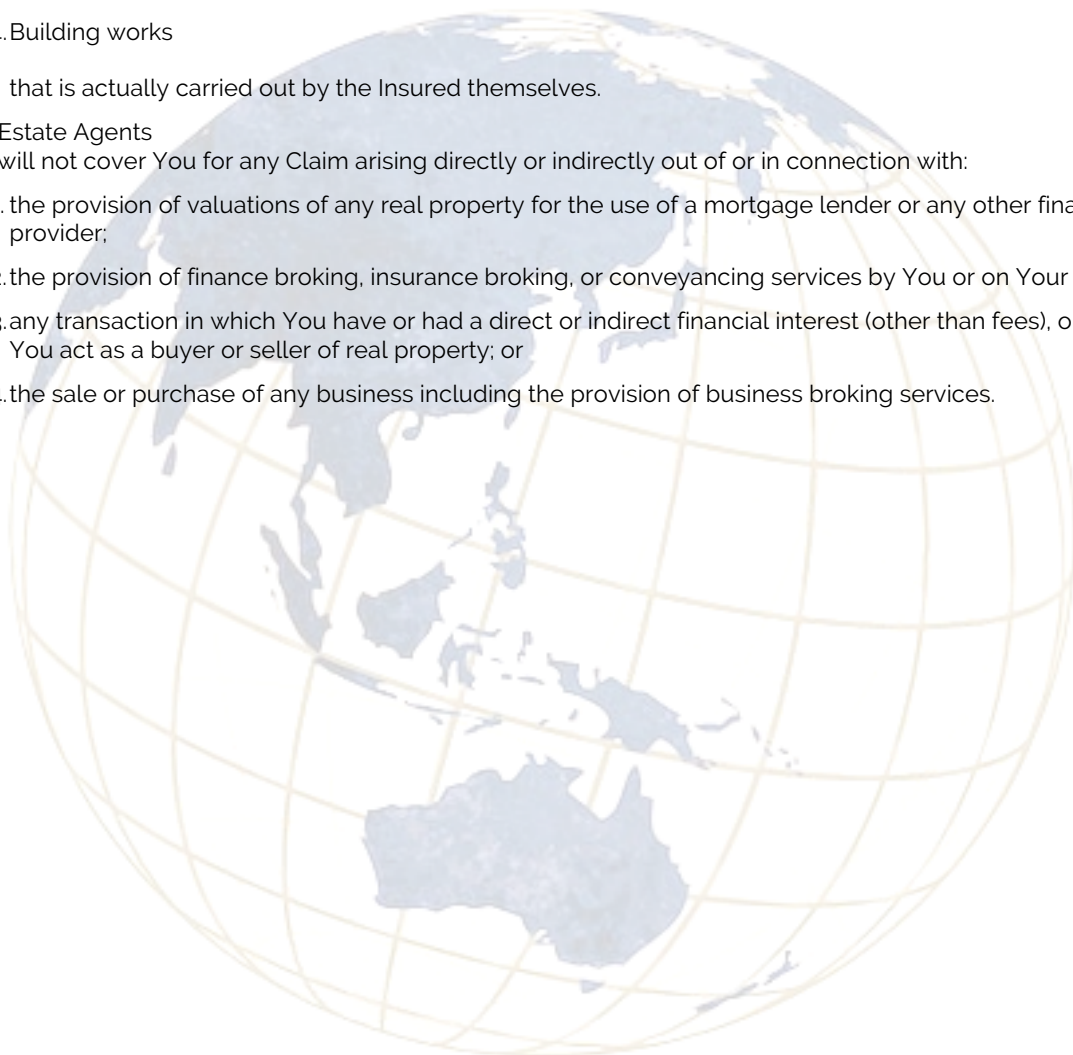 .Building works
that is actually carried out by the Insured themselves.
Estate Agents
will not cover You for any Claim arising directly or indirectly out of or in connection with:
. the provision of valuations of any real property for the use of a mortgage lender or any other
provider;
.the provision of finance broking, insurance broking, or conveyancing services by You or on Your
.any transaction in which You have or had a direct or indirect financial interest (other than fees),
You act as a buyer or seller of real property; or
.the sale or purchase of any business including the provision of business broking services.